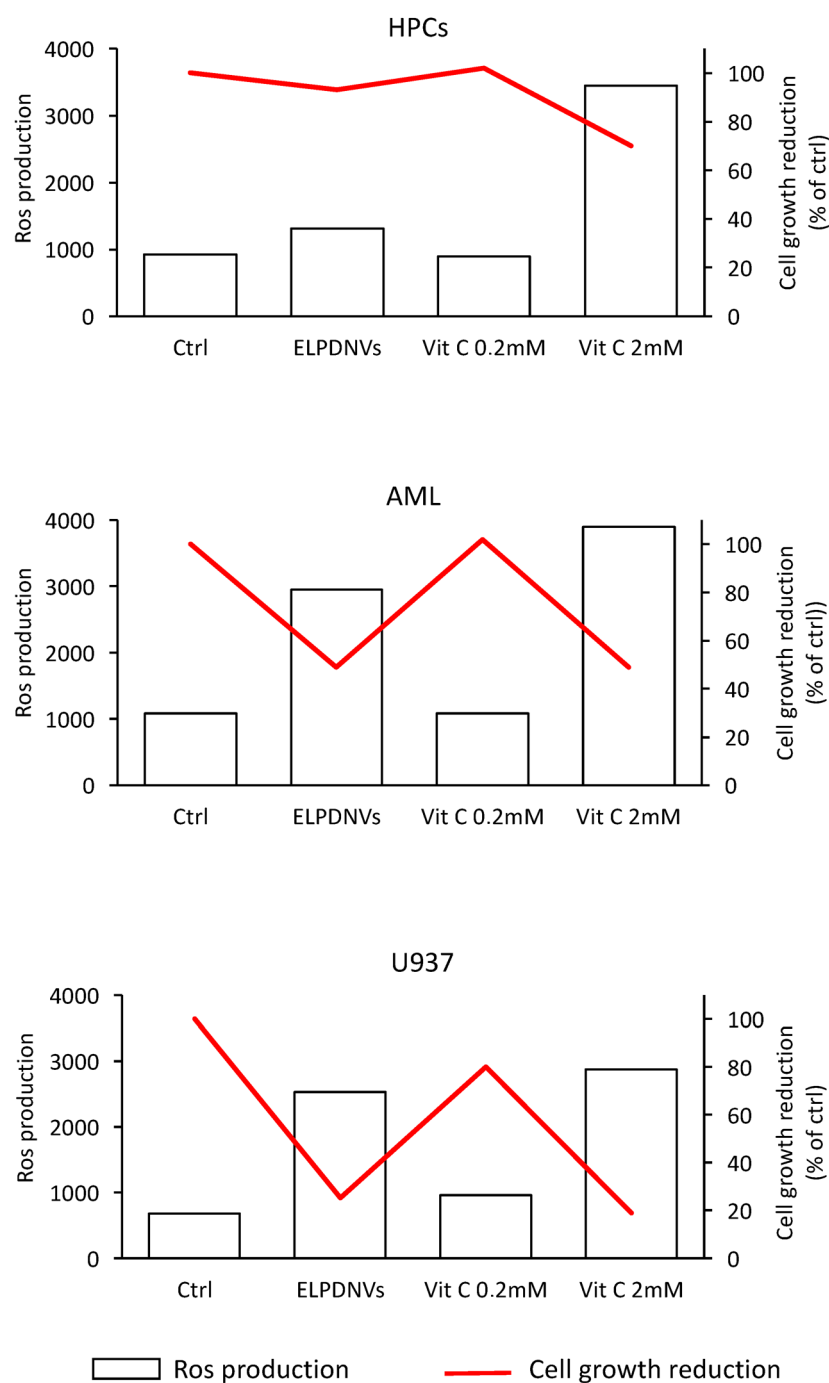 HPCs
4000
3000
2000
1000
0
Ros production
100
80
60
40
20
0
Cell growth reduction
(% of ctrl)
Ctrl ELPDNVs Vit C 0.2mM Vit C 2mM
AML
4000
3000
2000
1000
0
Ros production
100
80
60
40
20
0
Cell growth reduction
(% of ctrl))
Ctrl ELPDNVs Vit C 0.2mM Vit C 2mM
U937
4000
3000
2000
1000
0
Ros production
100
80
60
40
20
0
Cell growth reduction
(% of ctrl)
Ctrl ELPDNVs Vit C 0.2mM Vit C 2mM
Ros production Cell growth reduction